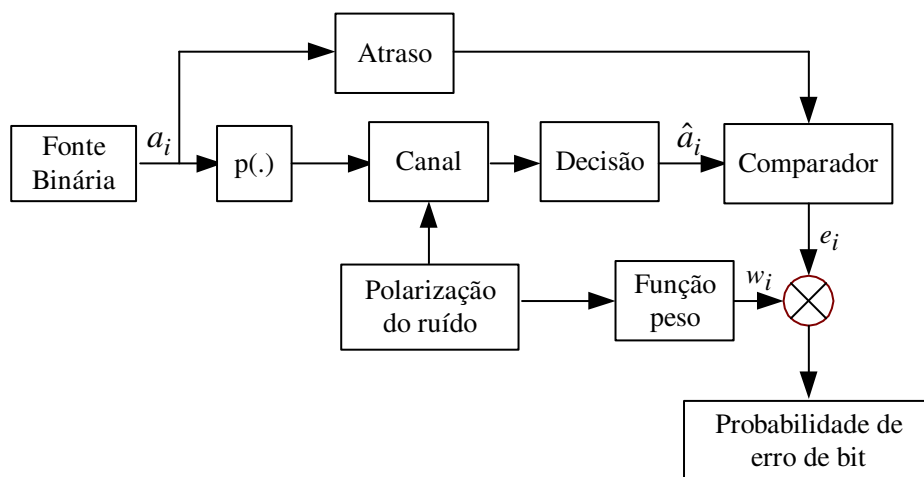 Atraso
Fonte
Binária
a_i
p(.)
Canal
Decisão
â_i
Comparador
e_i
Polarização
do ruído
Função
peso
w_i
Probabilidade de
erro de bit